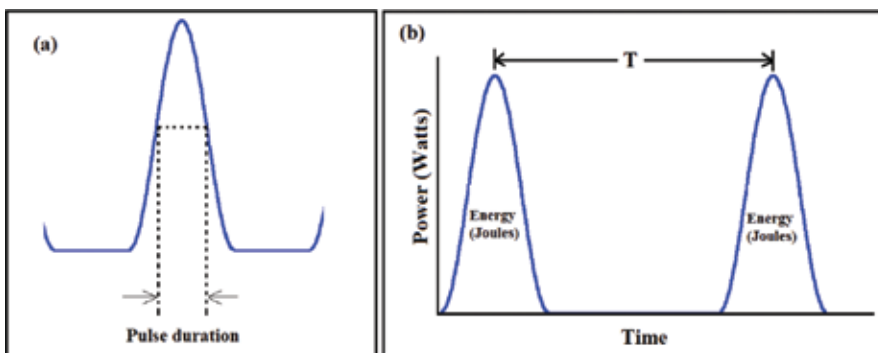 (a)
Pulse duration
(b)
T
Power (Watts)
Energy
(Joules)
Energy
(Joules)
Time